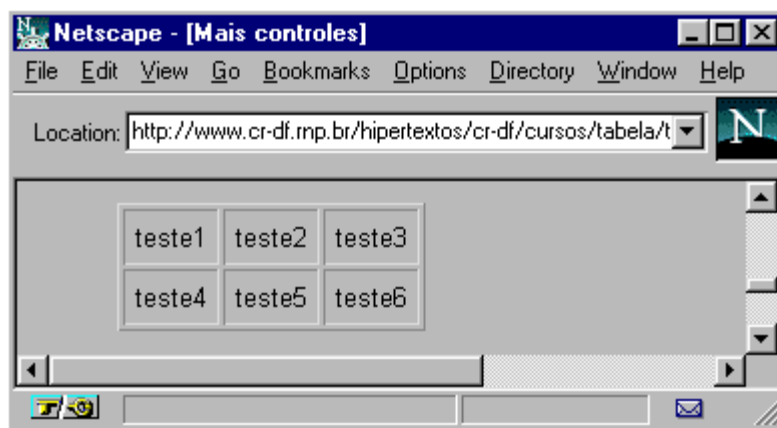 Netscape - [Mais controles]
File Edit View Go Bookmarks Options Directory Window Help
Location: http://www.cr-df.rnp.br/hipertextos/cr-df/cursos/tabela/t
N
teste1 teste2 teste3
teste4 teste5 teste6